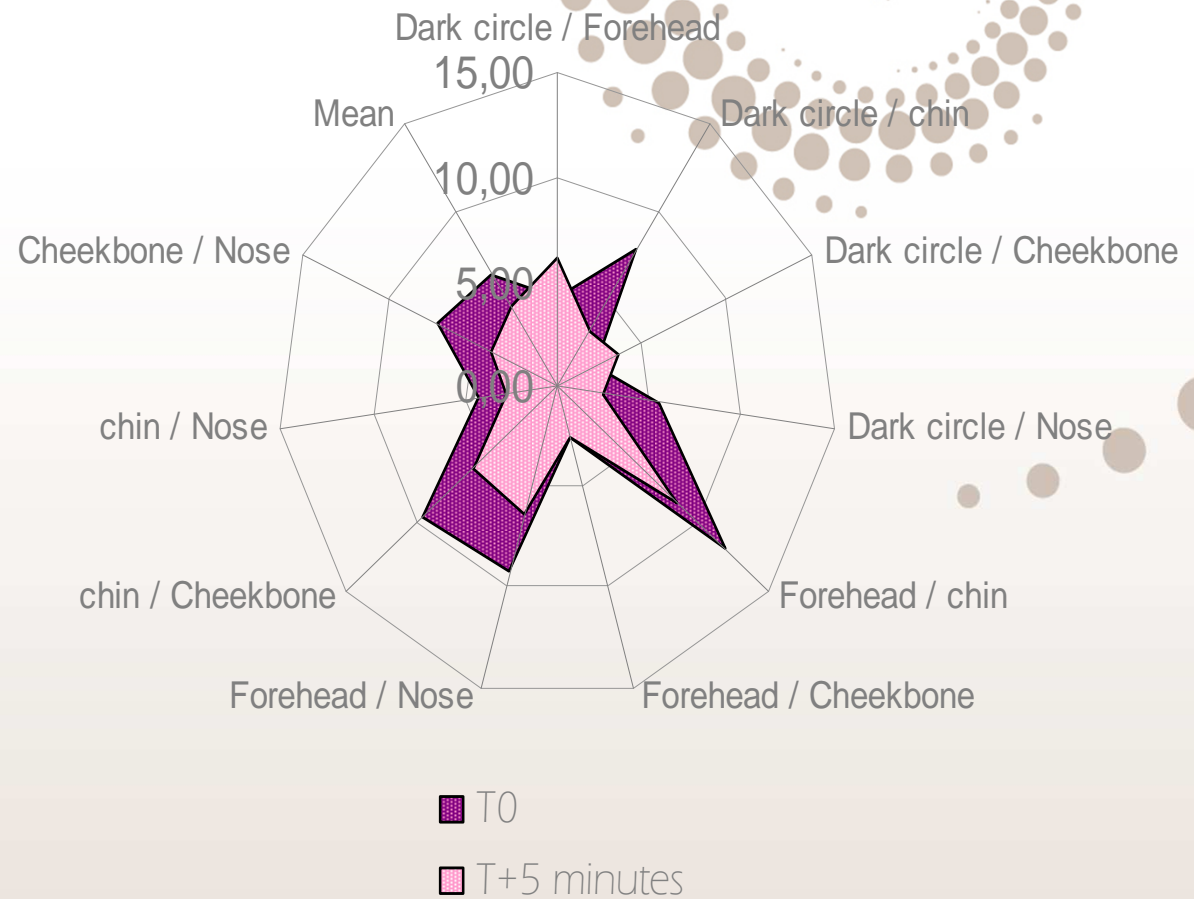 Dark circle / Forehead
15,00
Mean
Dark circle / chin
10,00
Cheekbone / Nose
Dark circle / Cheekbone
5,00
0,00
chin / Nose
Dark circle / Nose
chin / Cheekbone
Forehead / chin
Forehead / Nose
Forehead / Cheekbone
T0
T+5 minutes